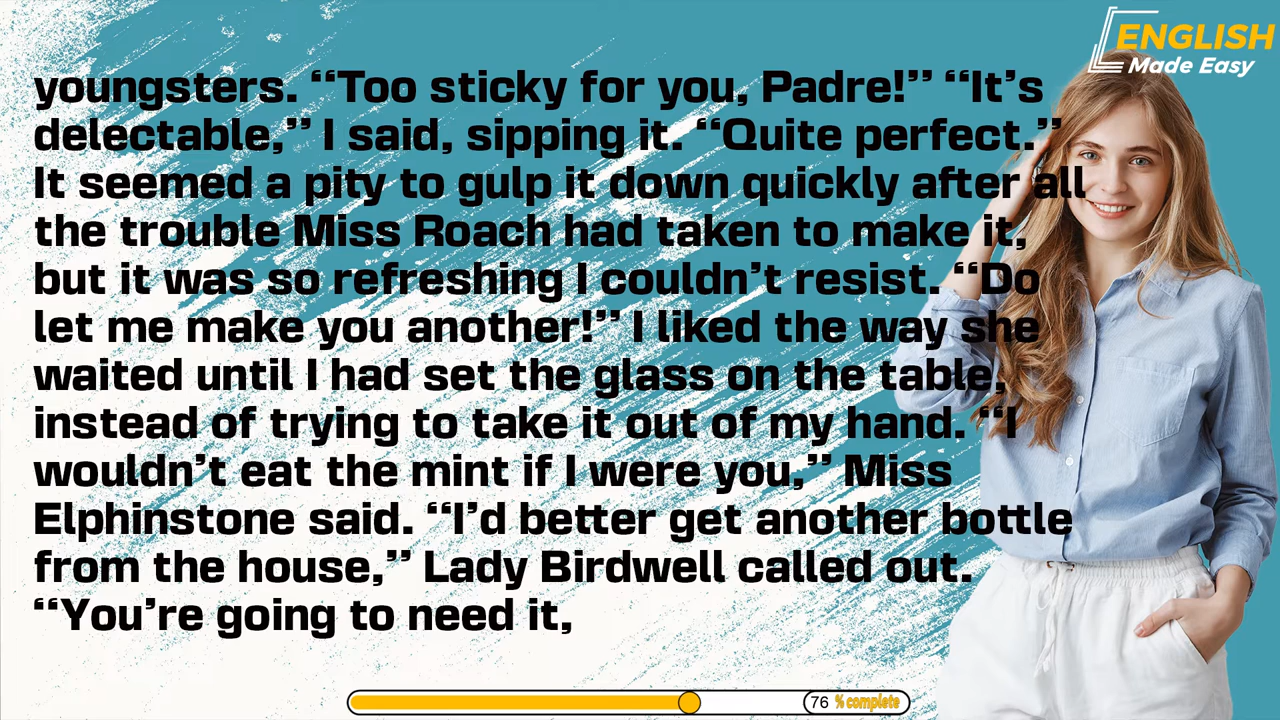 ENGLISH
Made Easy
youngsters. “Too sticky for you, Padre!” “It’s
delectable,” I said, sipping it. “Quite perfect.”
It seemed a pity to gulp it down quickly after all
the trouble Miss Roach had taken to make it,
but it was so refreshing I couldn’t resist. “Do
let me make you another!” I liked the way she
waited until I had set the glass on the table,
instead of trying to take it out of my hand. “I
wouldn’t eat the mint if I were you,” Miss
Elphinstone said. “I’d better get another bottle
from the house,” Lady Birdwell called out.
“You’re going to need it,
76 % complete